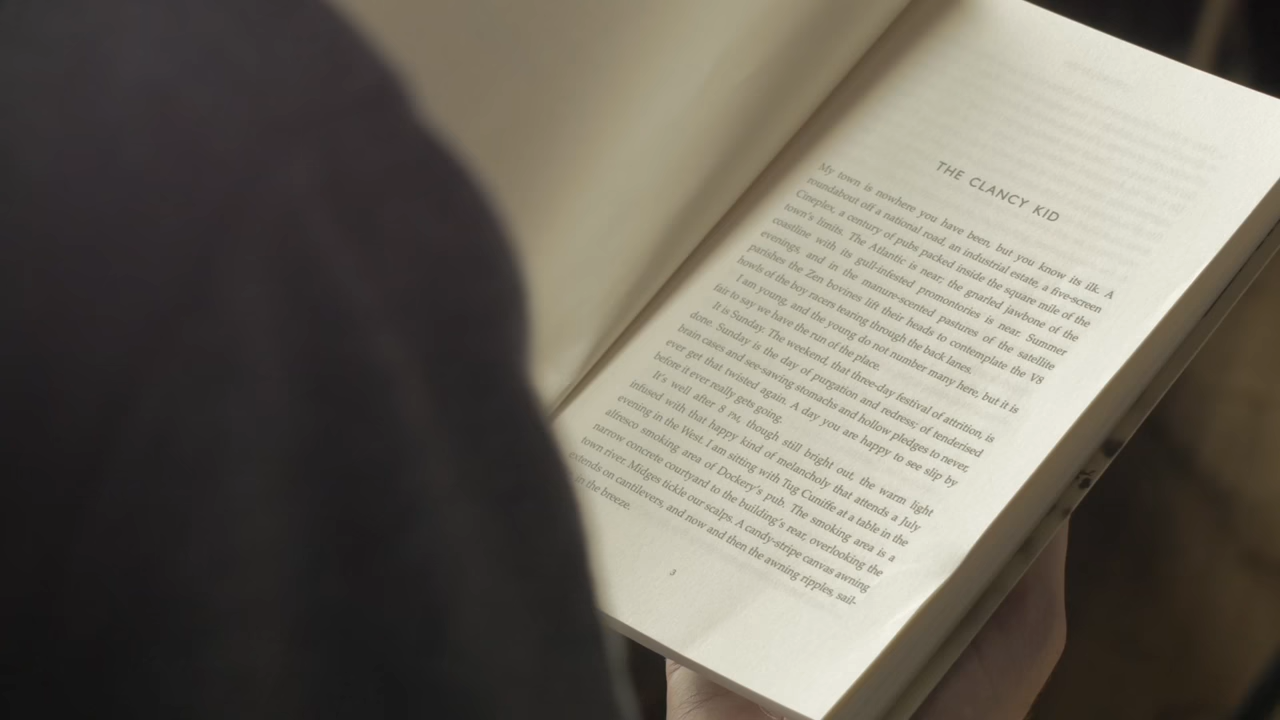 THE CLANCY KID
My town is nowhere you have been, but you know its ilk. A
roundabout off a national road, an industrial estate, a five-screen
Cineplex, a century of pubs packed inside the square mile of the
town's limits. The Atlantic is near; the gnarled jawbone of the
coastline with its gull-infested promontories is near. Summer
evenings, and in the manure-scented pastures of the satellite
parishes the Zen bovines lift their heads to contemplate the V8
howls of the boy racers tearing through the back lanes.
I am young, and the young do not number many here, but it is
fair to say we have the run of the place.
It is Sunday. The weekend, that three-day festival of attrition, is
done. Sunday is the day of purgation and redress; of tenderised
brain cases and see-sawing stomachs and hollow pledges to never,
ever get that twisted again. A day you are happy to see slip by
before it ever really gets going.
It's well after 8 PM, though still bright out, the warm light
infused with that happy kind of melancholy that attends a July
evening in the West. I am sitting with Tug Cuniffe at a table in the
alfresco smoking area of Dockery's pub. The smoking area is a
narrow concrete courtyard to the building's rear, overlooking the
town river. Midges tickle our scalps. A candy-stripe canvas awning
extends on cantilevers, and now and then the awning ripples, sail-
in the breeze.
3